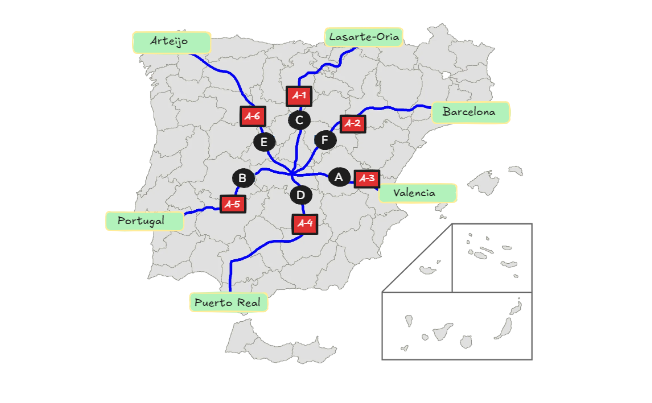 Arteijo
Lasarte-Oria
A-1
A-6
Barcelona
C
A-2
E
F
B
A
A-3
D
Valencia
A-5
Portugal
A-4
Puerto Real